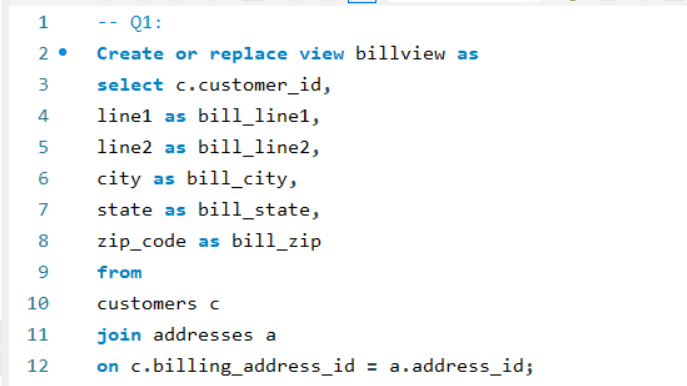 1 -- Q1:
2 Create or replace view billview as
3 select c.customer_id,
4 line1 as bill_line1,
5 line2 as bill_line2,
6 city as bill_city,
7 state as bill_state,
8 zip_code as bill_zip
9 from
10 customers c
11 join addresses a
12 on c.billing_address_id = a.address_id;